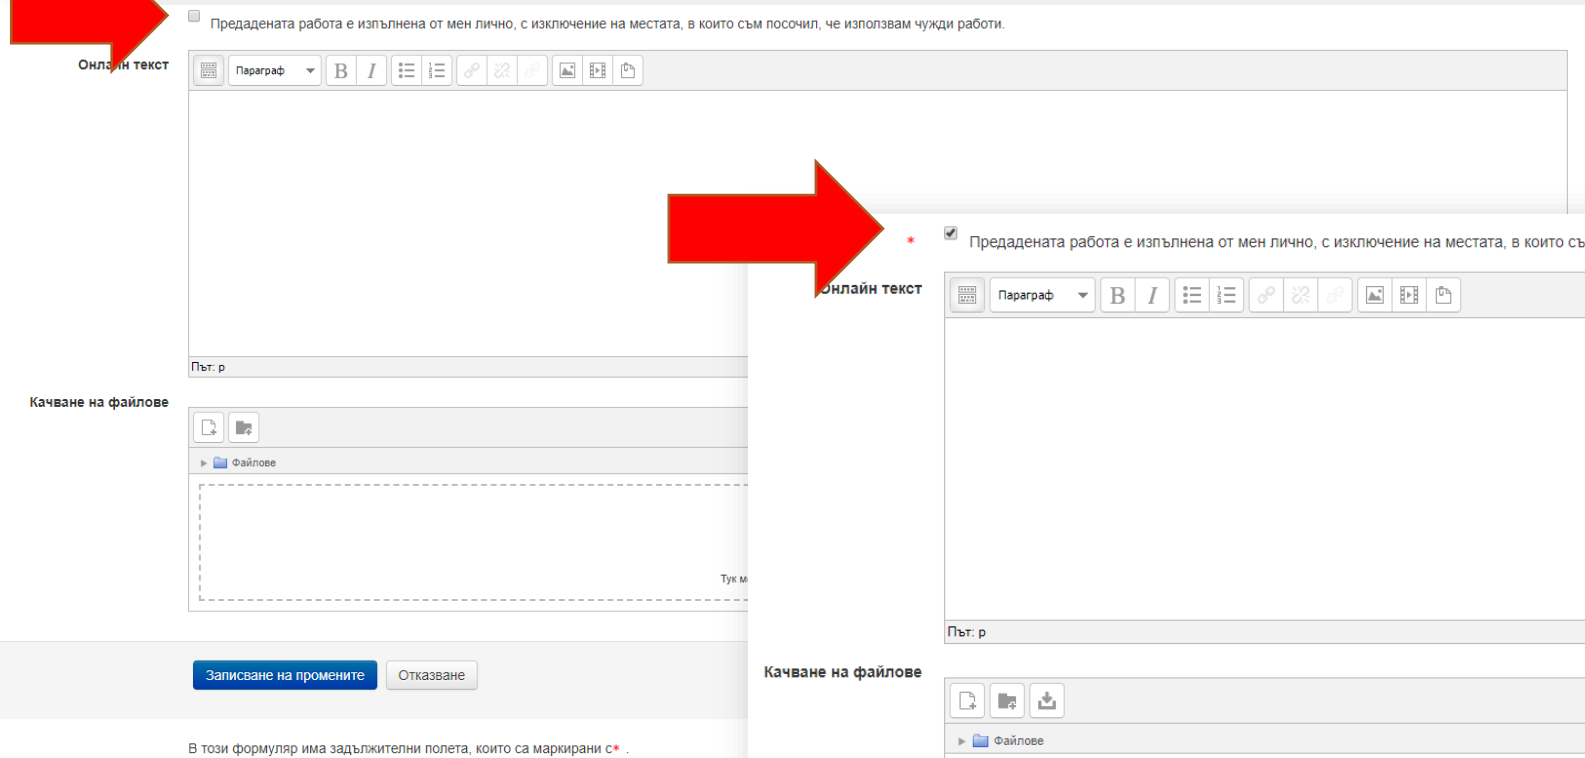 Предадената работа е изпълнена от мен лично, с изключение на местата, в които съм посочил, че използвам чужди работи.
Онлайн текст
Параграф
B I
Път: p
Качване на файлове
Файлове
Тук
Записване на промените
Отказване
В този формуляр има задължителни полета, които са маркирани с* .
* Предадената работа е изпълнена от мен лично, с изключение на местата, в които
Онлайн текст
Параграф
B I
Път: p
Качване на файлове
Файлове